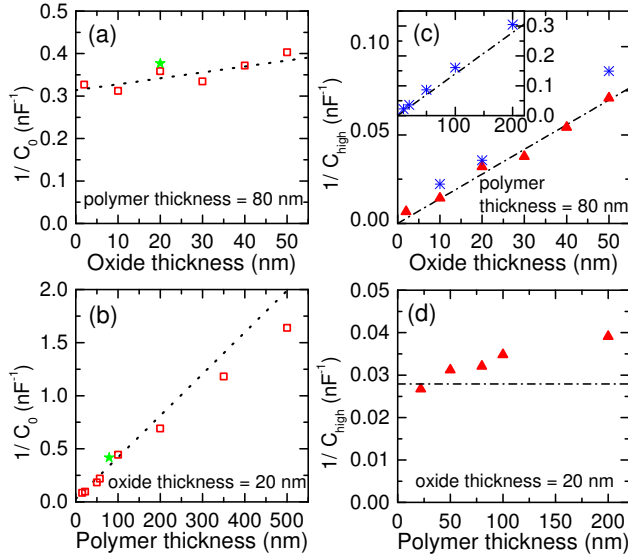 (a)
0.5
0.4
0.3
0.2
0.1
0.0
1/ C0 (nF-1)
polymer thickness = 80 nm
0 10 20 30 40 50
Oxide thickness (nm)
(c)
0.10
0.05
0.00
1/ Chigh (nF-1)
0.3
0.2
0.1
0.0
100 200
polymer
thickness = 80 nm
0 10 20 30 40 50
Oxide thickness (nm)
(b)
2.0
1.5
1.0
0.5
0.0
1/ C0 (nF-1)
oxide thickness = 20 nm
0 100 200 300 400 500
Polymer thickness (nm)
(d)
0.05
0.04
0.03
0.02
0.01
0.00
1/ Chigh (nF-1)
oxide thickness = 20 nm
0 50 100 150 200
Polymer thickness (nm)